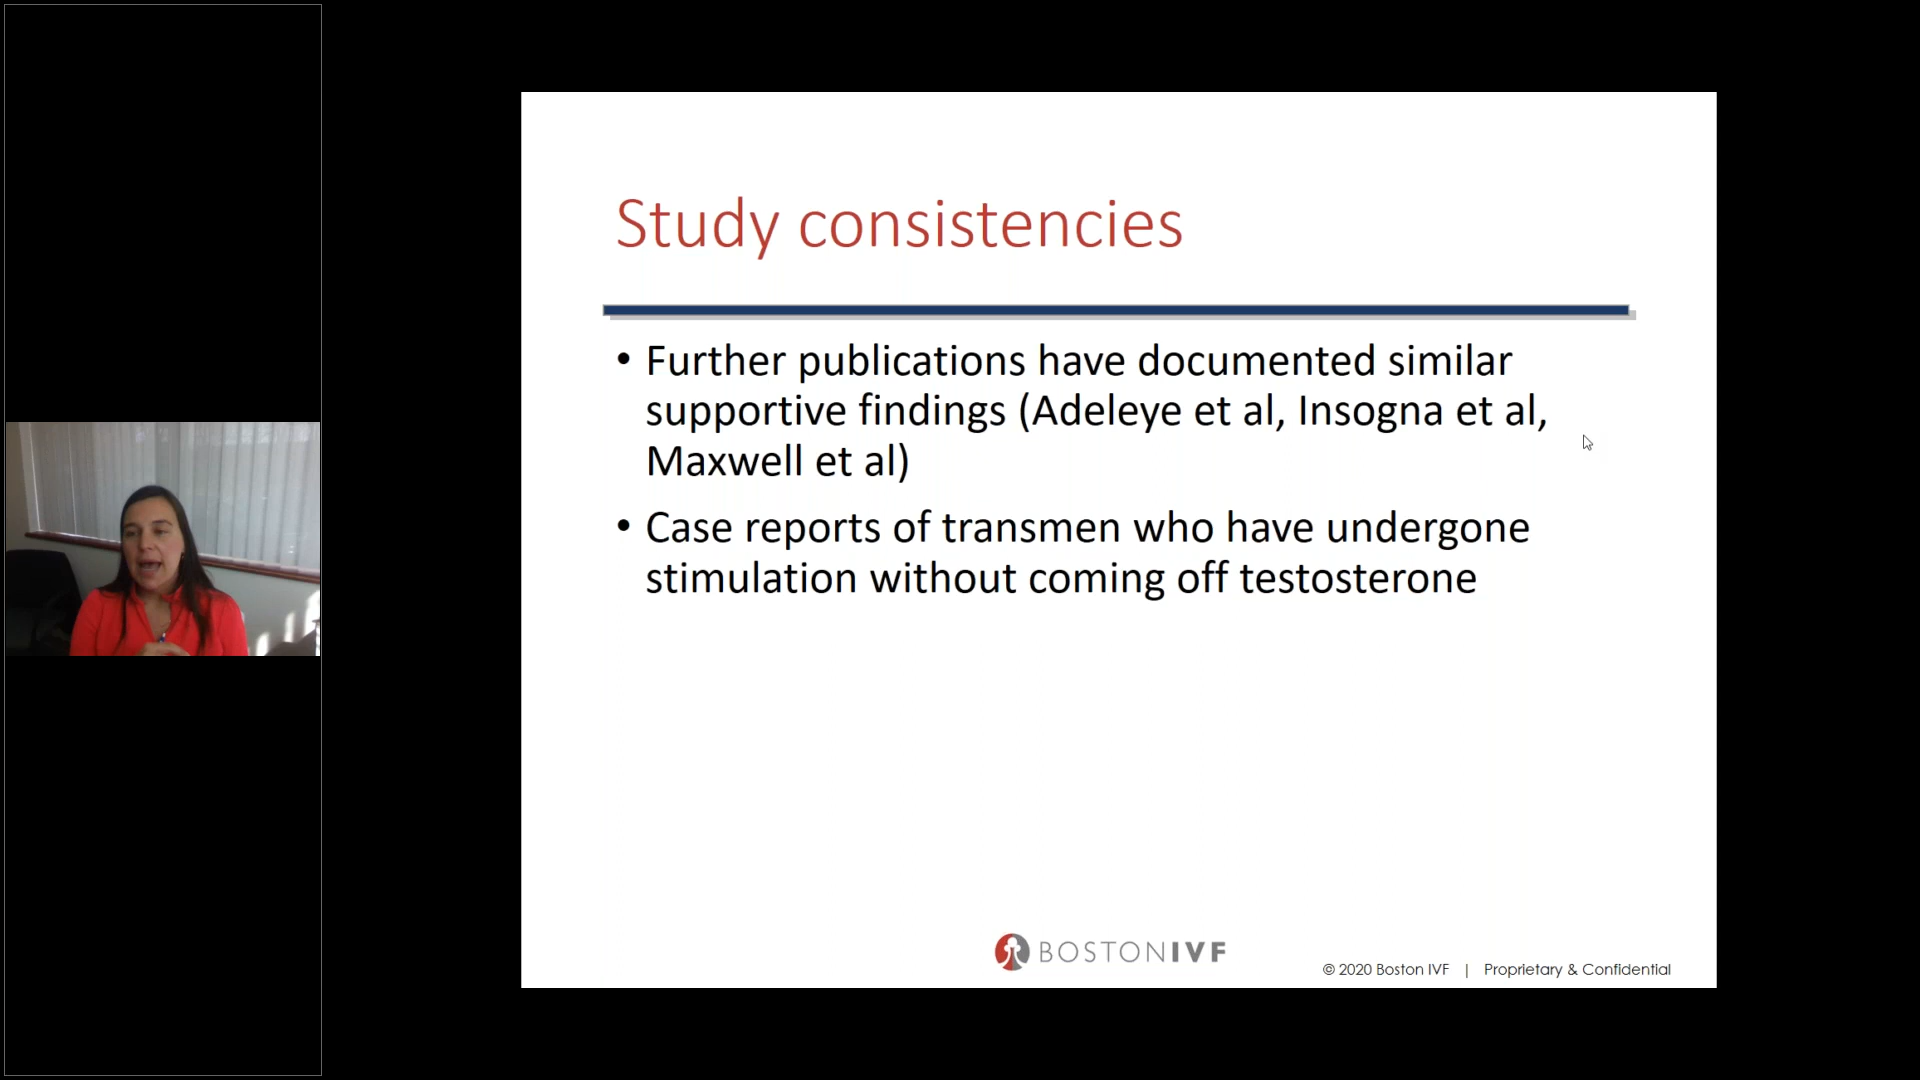 Study consistencies
• Further publications have documented similar
supportive findings (Adeleye et al, Insogna et al,
Maxwell et al)
• Case reports of transmen who have undergone
stimulation without coming off testosterone
BOSTONIVF
© 2020 Boston IVF | Proprietary & Confidential